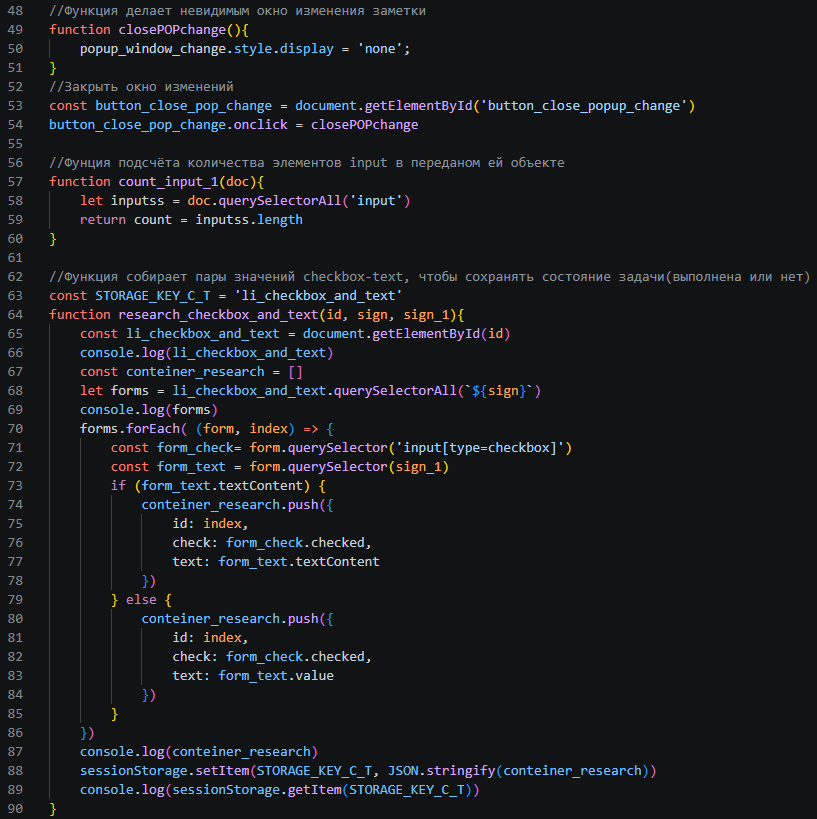 48 //Функция делает невидимым окно изменения заметки
49 function closePOPchange(){
50     popup_window_change.style.display = 'none';
51 }
52 //Закрыть окно изменений
53 const button_close_pop_change = document.getElementById('button_close_popup_change')
54 button_close_pop_change.onclick = closePOPchange
55
56 //Фунция подсчёта количества элементов input в переданом ей объекте
57 function count_input_1(doc){
58     let inputss = doc.querySelectorAll('input')
59     return count = inputss.length
60 }
61
62 //Функция собирает пары значений checkbox-text, чтобы сохранять состояние задачи(выполнена или нет)
63 const STORAGE_KEY_C_T = 'li_checkbox_and_text'
64 function research_checkbox_and_text(id, sign, sign_1){
65     const li_checkbox_and_text = document.getElementById(id)
66     console.log(li_checkbox_and_text)
67     const conteiner_research = []
68     let forms = li_checkbox_and_text.querySelectorAll(`${sign}`)
69     console.log(forms)
70     forms.forEach( (form, index) => {
71         const form_check= form.querySelector('input[type=checkbox]')
72         const form_text = form.querySelector(sign_1)
73         if (form_text.textContent) {
74             conteiner_research.push({
75                 id: index,
76                 check: form_check.checked,
77                 text: form_text.textContent
78             })
79         } else {
80             conteiner_research.push({
81                 id: index,
82                 check: form_check.checked,
83                 text: form_text.value
84             })
85         }
86     })
87     console.log(conteiner_research)
88     sessionStorage.setItem(STORAGE_KEY_C_T, JSON.stringify(conteiner_research))
89     console.log(sessionStorage.getItem(STORAGE_KEY_C_T))
90 }